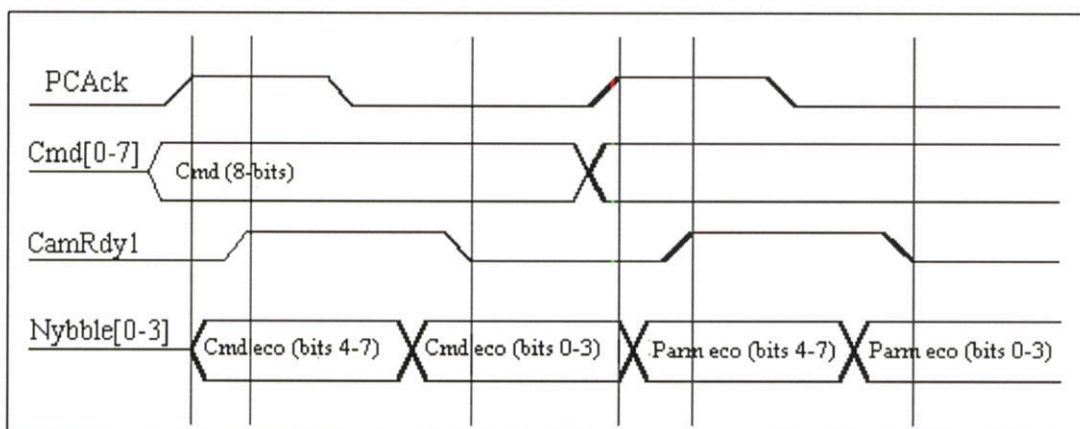 PCAck
Cmd[0-7]
Cmd (8-bits)
CamRdy1
Nybble[0-3]
Cmd eco (bits 4-7)
Cmd eco (bits 0-3)
Parm eco (bits 4-7)
Parm eco (bits 0-3)